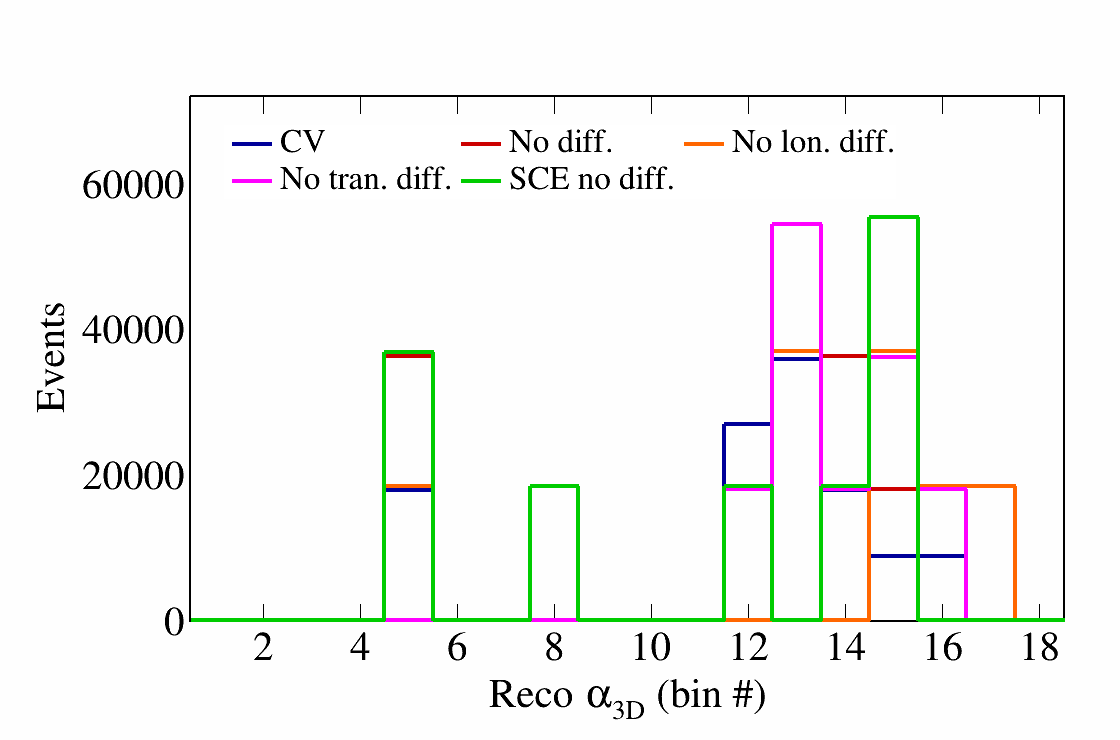 CV No diff. No lon. diff.
No tran. diff. SCE no diff.
60000
40000
20000
0
Events
2 4 6 8 10 12 14 16 18
Reco α3D (bin #)